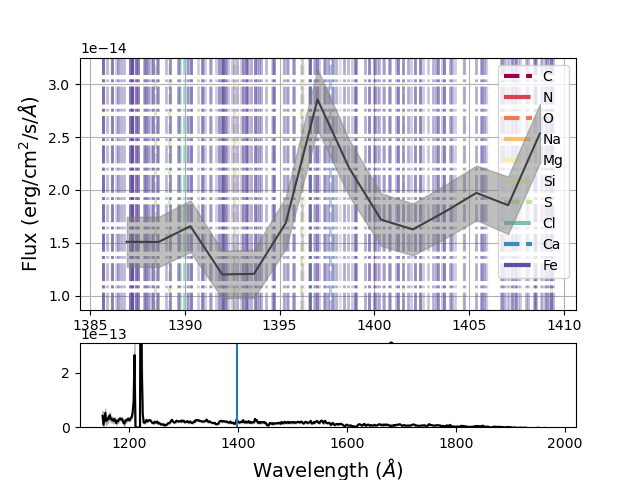 1e−14
Flux (erg/cm²/s/Å)
3.0
2.5
2.0
1.5
1.0
C
N
O
Na
Mg
Si
S
Cl
Ca
Fe
1385 1390 1395 1400 1405 1410
1e−13
2
0
1200 1400 1600 1800 2000
Wavelength (Å)